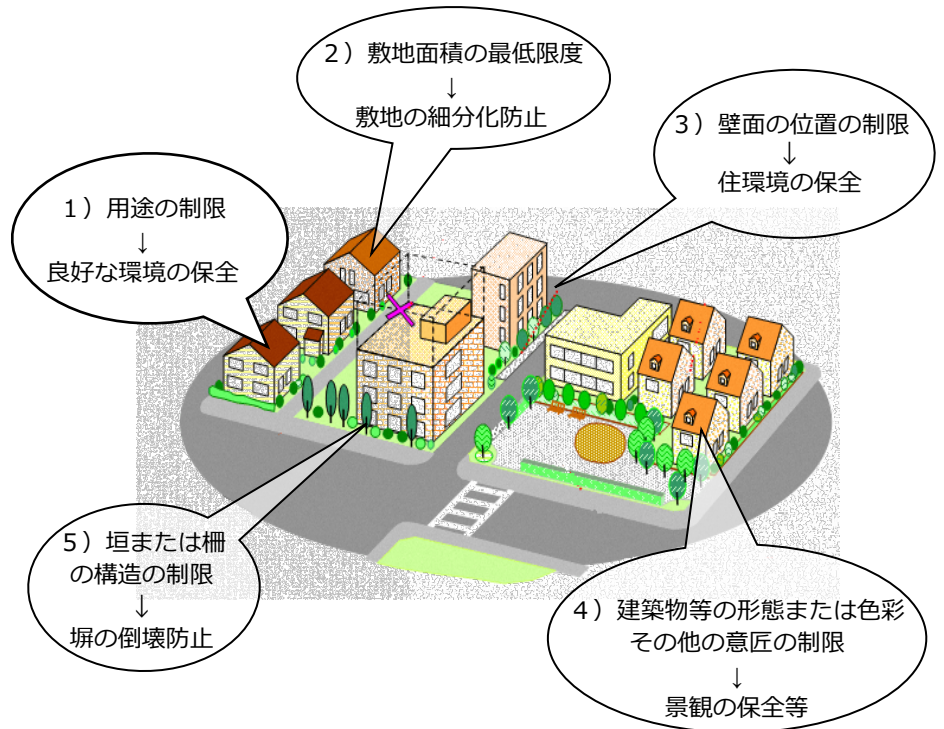 1）用途の制限
↓
良好な環境の保全
2）敷地面積の最低限度
↓
敷地の細分化防止
3）壁面の位置の制限
↓
住環境の保全
4）建築物等の形態または色彩
その他の意匠の制限
↓
景観の保全等
5）垣または柵
の構造の制限
↓
塀の倒壊防止